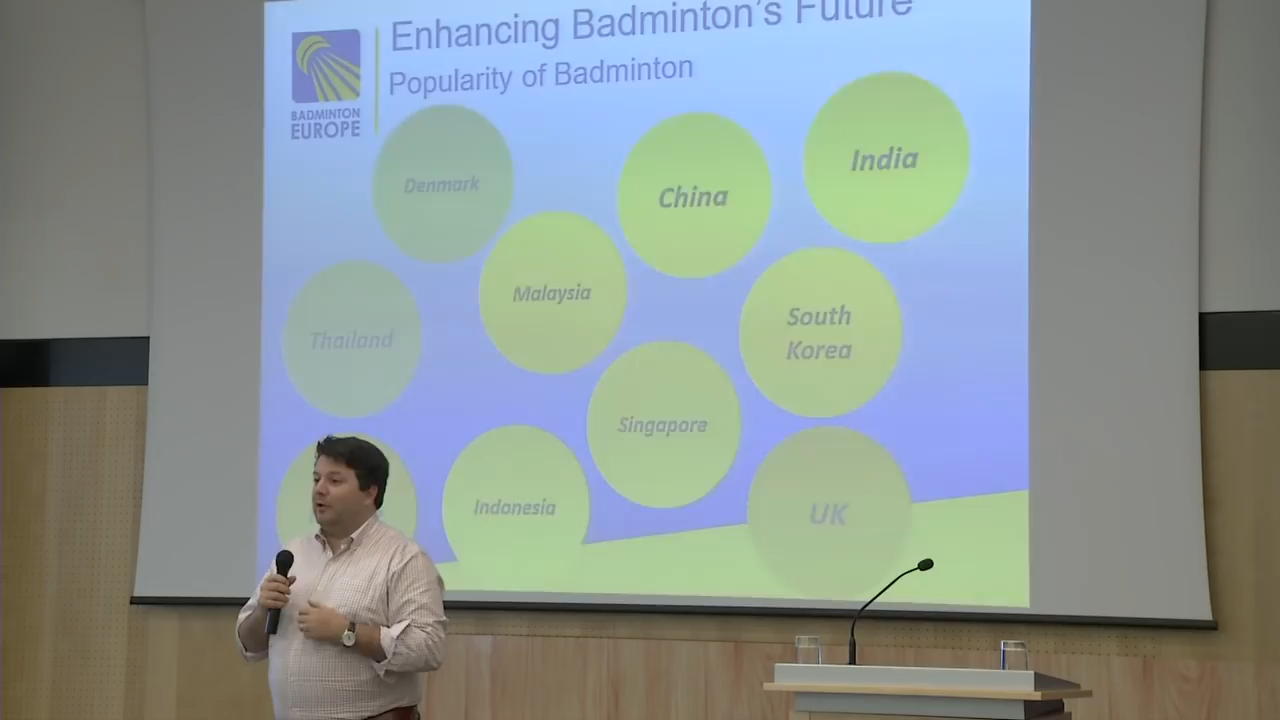 Enhancing Badminton's Future
Popularity of Badminton
BADMINTON
EUROPE
Denmark
China
India
Malaysia
Thailand
South
Korea
Singapore
Indonesia
UK